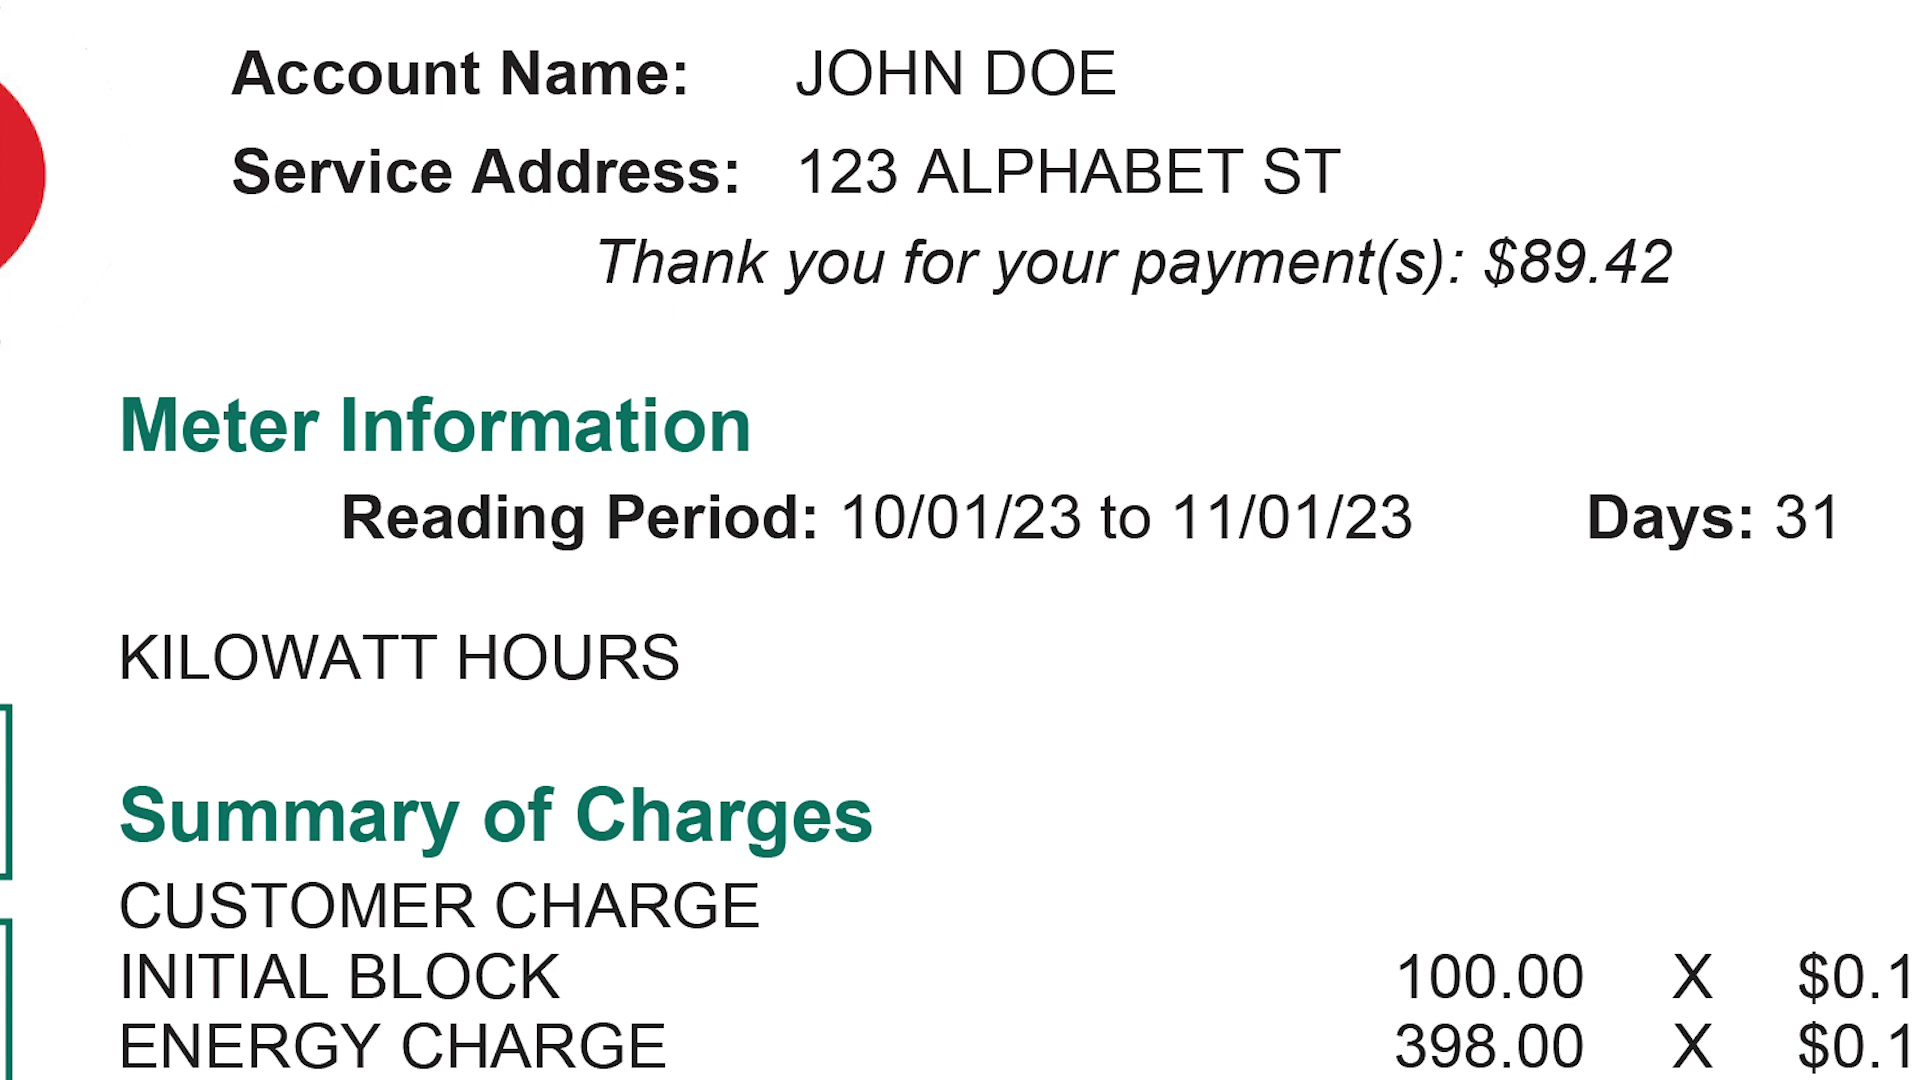 Account Name: JOHN DOE
Service Address: 123 ALPHABET ST
Thank you for your payment(s): $89.42
Meter Information
Reading Period: 10/01/23 to 11/01/23 Days: 31
KILOWATT HOURS
Summary of Charges
CUSTOMER CHARGE
INITIAL BLOCK 100.00 X $0.1
ENERGY CHARGE 398.00 X $0.1